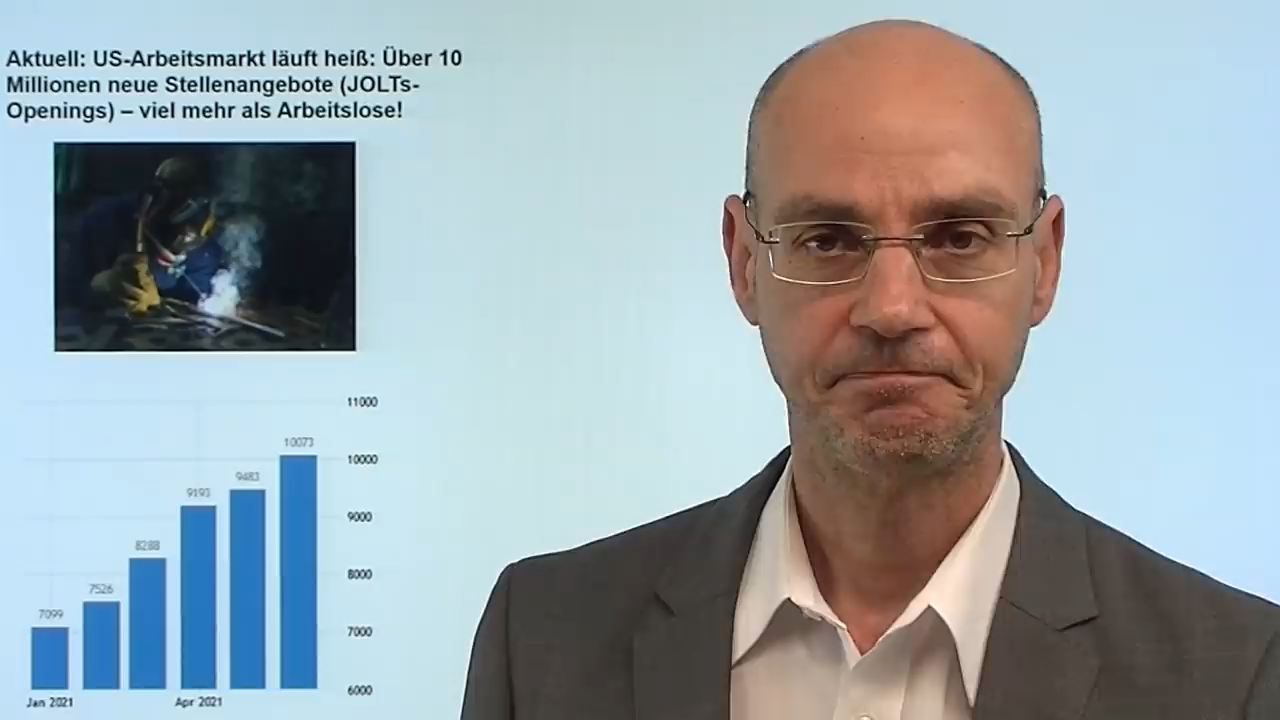 Aktuell: US-Arbeitsmarkt läuft heiß: Über 10
Millionen neue Stellenangebote (JOLTs-
Openings) – viel mehr als Arbeitslose!
11000
10073
10000
9483
9193
9000
8288
8000
7526
7099
7000
6000
Jan 2021
Apr 2021